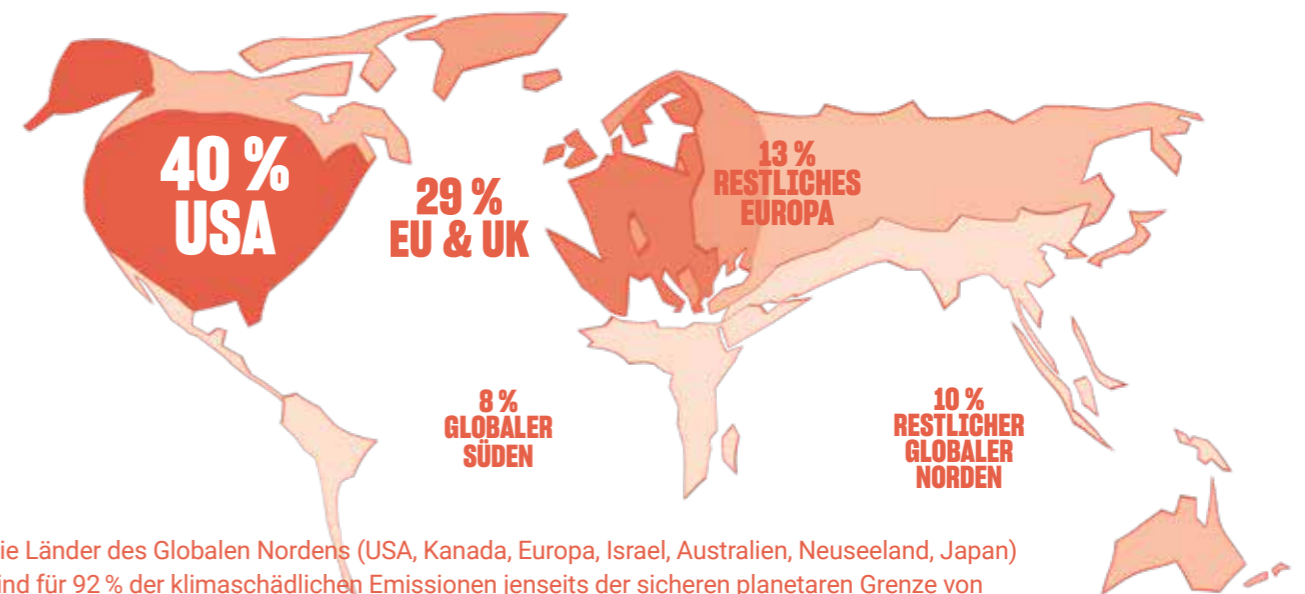 40 %
USA
29 %
EU & UK
13 %
RESTLICHES
EUROPA
8 %
GLOBALER
SÜDEN
10 %
RESTLICHER
GLOBALER
NORDEN
ie Länder des Globalen Nordens (USA, Kanada, Europa, Israel, Australien, Neuseeland, Japan)
ind für 92 % der klimaschädlichen Emissionen jenseits der sicheren planetaren Grenze von